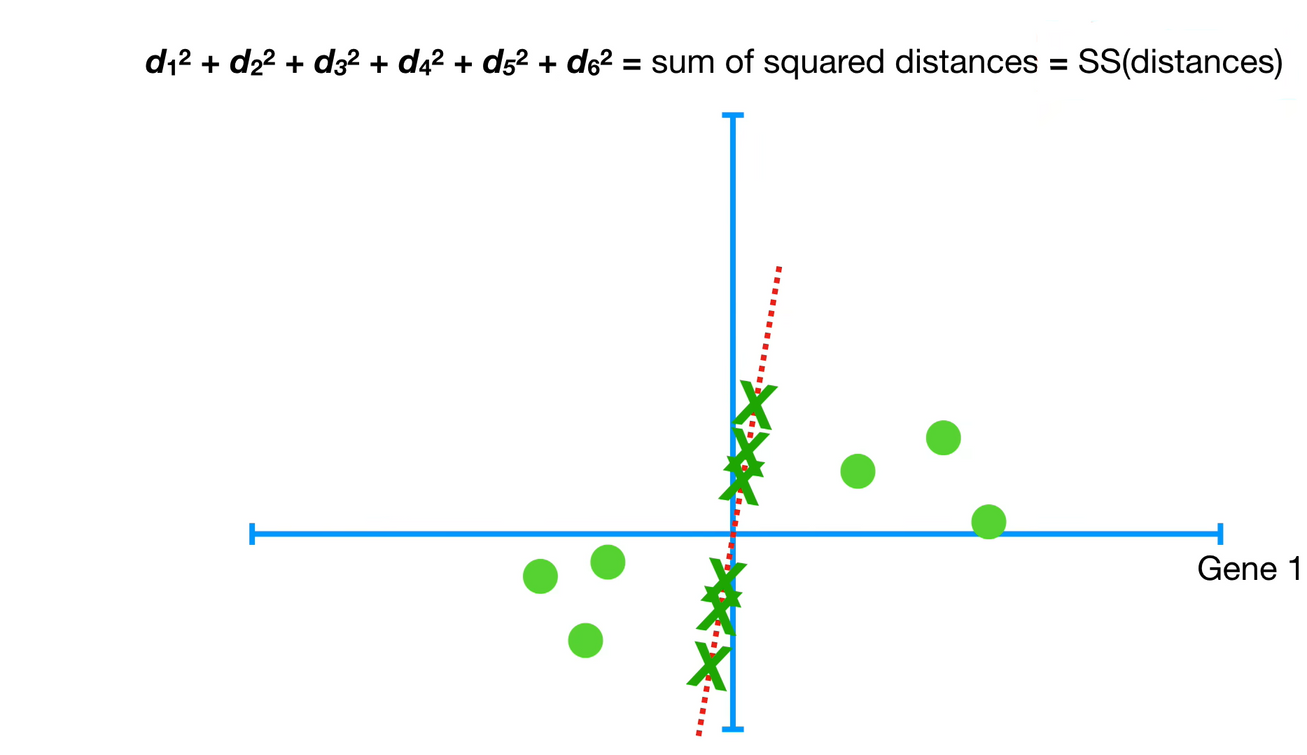 d₁² + d₂² + d₃² + d₄² + d₅² + d₆² = sum of squared distances = SS(distances)
Gene 1